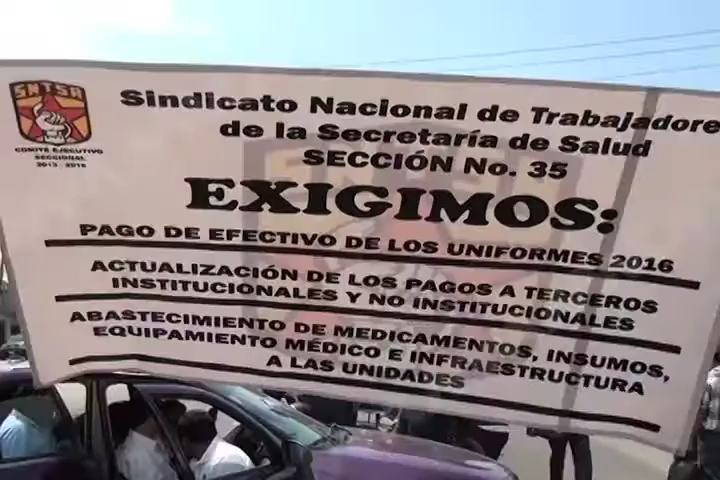 SNTSA
COMITÉ EJECUTIVO
SECCIONAL
Sindicato Nacional de Trabajadore
de la Secretaría de Salud
SECCIÓN No. 35
EXIGIMOS:
PAGO DE EFECTIVO DE LOS UNIFORMES 2016
ACTUALIZACIÓN DE LOS PAGOS A TERCEROS
INSTITUCIONALES Y NO INSTITUCIONALES
ABASTECIMIENTO DE MEDICAMENTOS, INSUMOS,
EQUIPAMIENTO MÉDICO E INFRAESTRUCTURA
A LAS UNIDADES